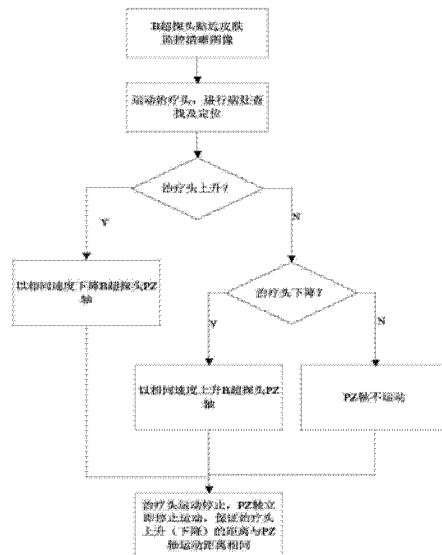 B超探头贴近皮肤
监控清晰图像
运动治疗头，进行病灶查
找及定位
治疗头上升？
Y
N
以相同速度下降B超探头PZ
轴
治疗头下降？
Y
N
以相同速度上升B超探头PZ
轴
PZ轴不运动
治疗头运动停止，PZ轴立
即停止运动，保证治疗头
上升（下降）的距离与PZ
轴运动距离相同